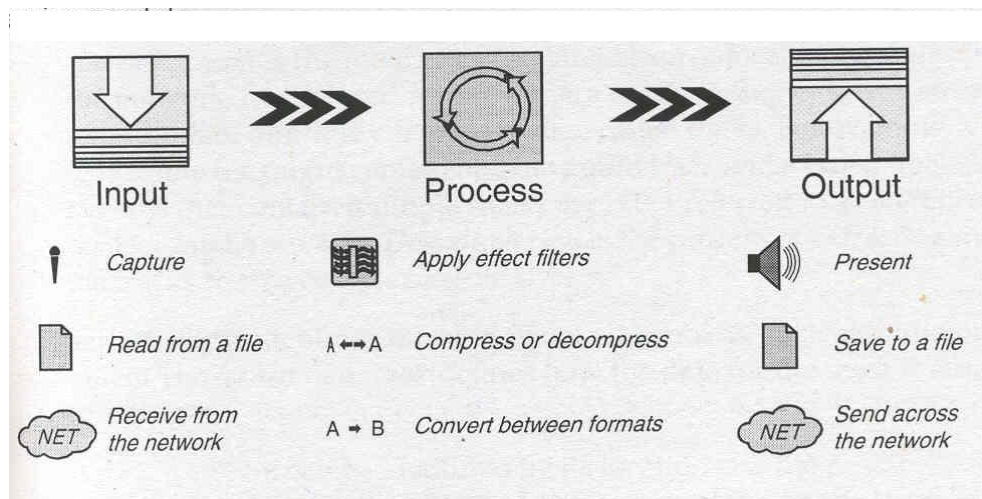 Input
Process
Output
Capture
Apply effect filters
Present
Read from a file
A ↔ A
Compress or decompress
Save to a file
NET
Receive from
the network
A → B
Convert between formats
NET
Send across
the network